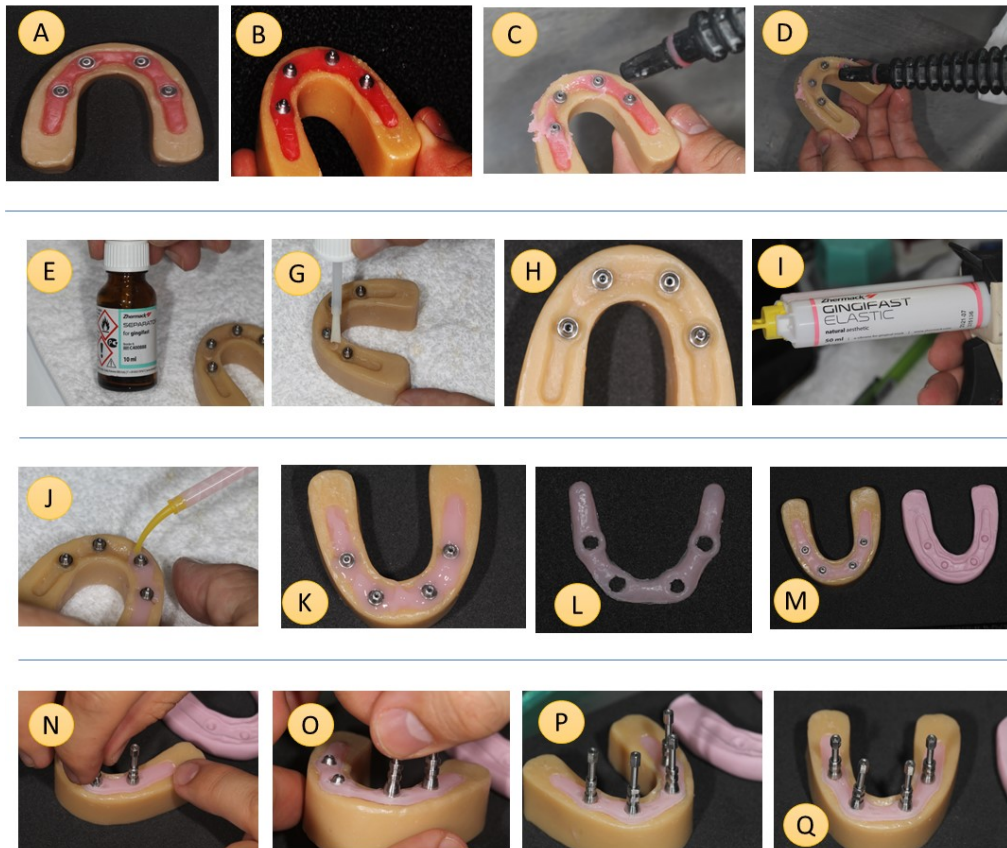 A
B
C
D
E
G
H
I
Zhermack
SEPARATOR
for gingifast
10 ml
Zhermack
GINGIFAST
ELASTIC
natural aesthetic
50 ml
J
K
L
M
N
O
P
Q